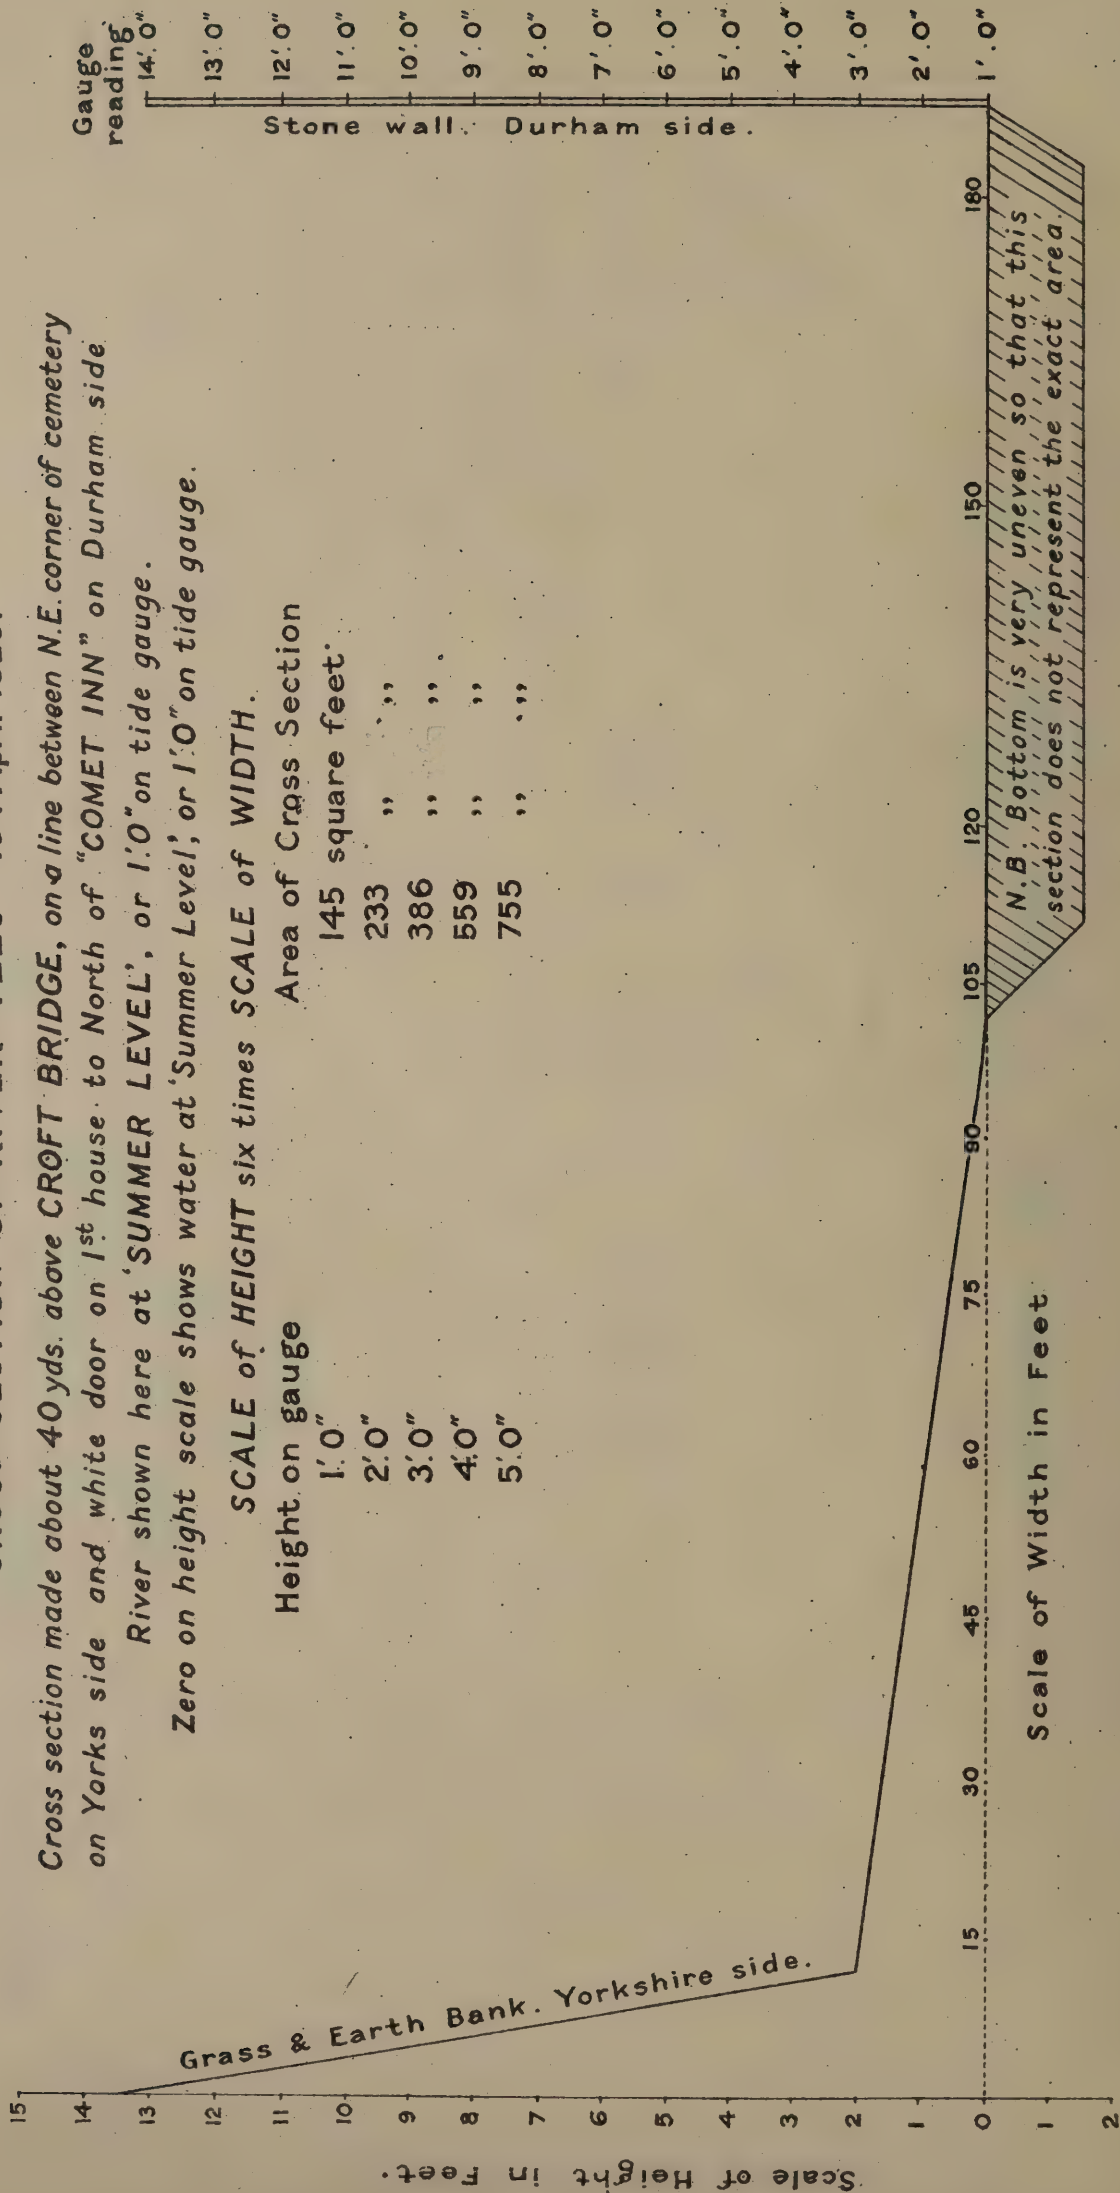 Cross section made about 40 yds. above CROFT BRIDGE, on a line between N.E. corner of cemetery
on Yorks side and white door on 1st house to North of "COMET INN" on Durham side
River shown here at 'SUMMER LEVEL', or 1'.0" on tide gauge.
Zero on height scale shows water at 'Summer Level', or 1'.0" on tide gauge.
SCALE of HEIGHT six times SCALE of WIDTH.
Height on gauge Area of Cross Section
1'.0" 145 square feet
2'.0" 233 ,, ,,
3'.0" 386 ,, ,,
4'.0" 559 ,, ,,
5'.0" 755 ,, ,,
Scale of Height in Feet.
15
14
13
12
11
10
9
8
7
6
5
4
3
2
1
0
1
2
Grass & Earth Bank. Yorkshire side.
15 30 45 60 75 90 105 120 150 180
Scale of Width in Feet
N.B. Bottom is very uneven so that this
section does not represent the exact area.
Stone wall. Durham side.
Gauge
reading
14'.0"
13'.0"
12'.0"
11'.0"
10'.0"
9'.0"
8'.0"
7'.0"
6'.0"
5'.0"
4'.0"
3'.0"
2'.0"
1'.0"